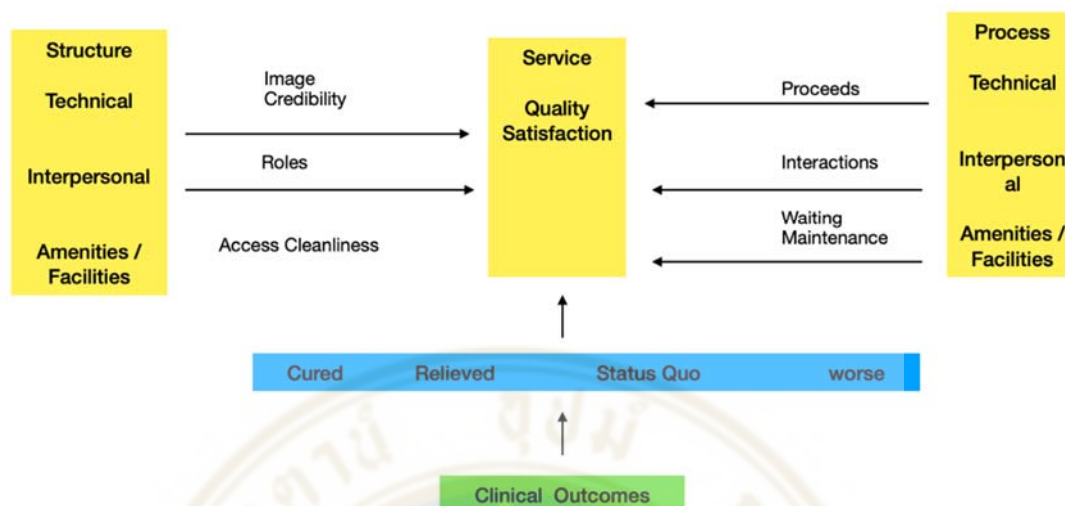 Structure
Technical
Interpersonal
Amenities /
Facilities
Image
Credibility
Roles
Access Cleanliness
Service
Quality
Satisfaction
Proceeds
Interactions
Waiting
Maintenance
Process
Technical
Interperson
al
Amenities /
Facilities
Cured Relieved Status Quo worse
Clinical Outcomes